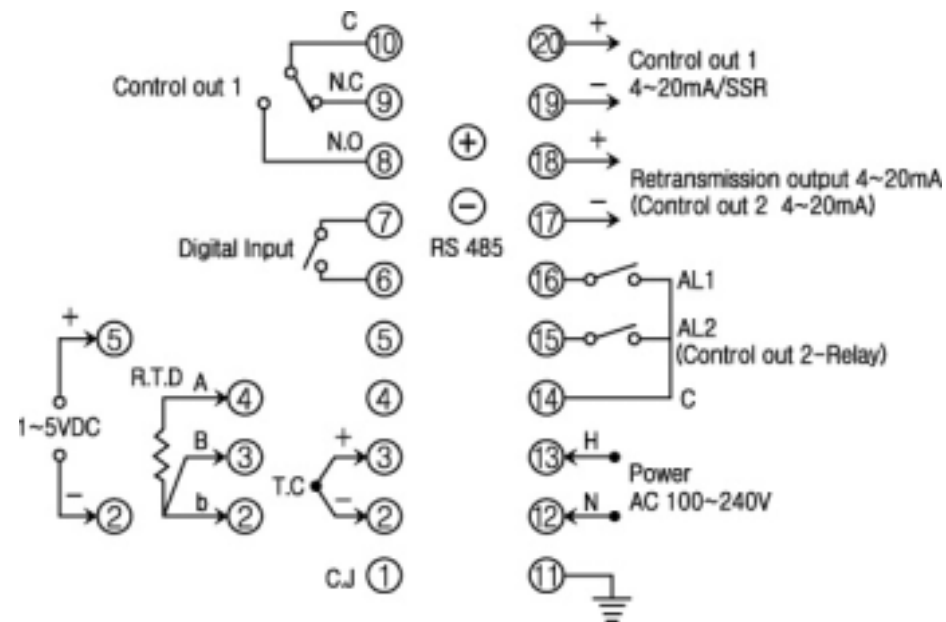 C
10
Control out 1
N.C
9
N.O
8
7
Digital Input
6
+
5
5
R.T.D
A
4
4
1~5VDC
B
3
+
3
T.C
−
2
b
2
−
2
C.J
1
+
−
RS 485
20
+
Control out 1
4~20mA/SSR
19
−
18
+
Retransmission output 4~20mA
(Control out 2 4~20mA)
17
−
16
AL1
15
AL2
(Control out 2-Relay)
14
C
13
H
Power
AC 100~240V
12
N
11